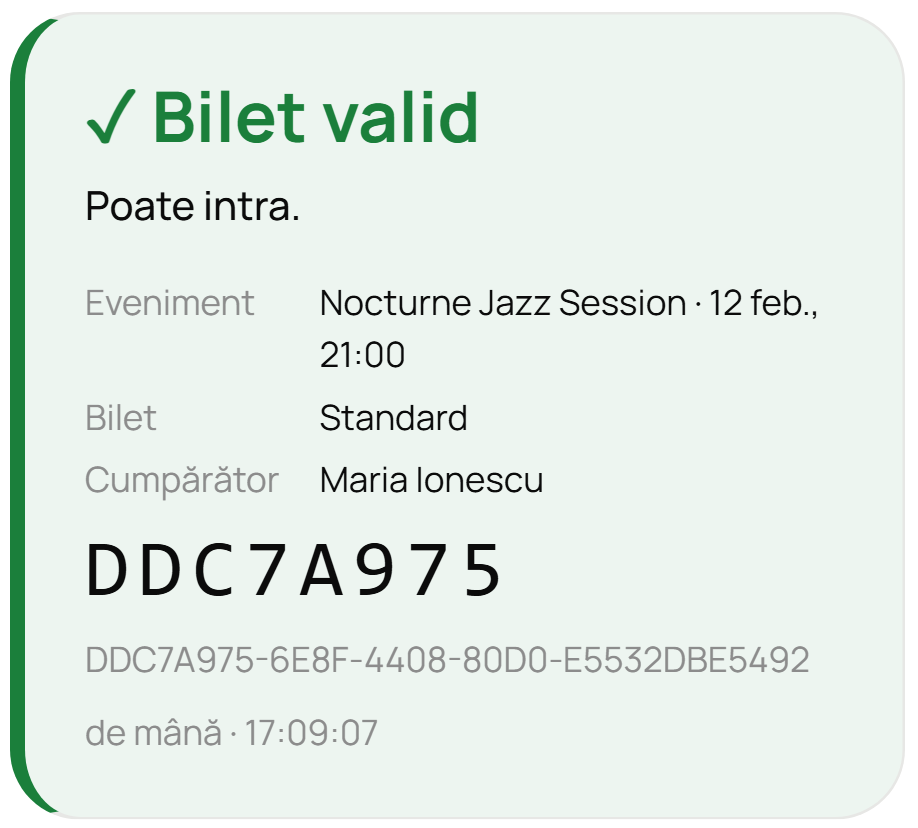 ✓ Bilet valid
Poate intra.
Eveniment Nocturne Jazz Session · 12 feb.,
21:00
Bilet Standard
Cumpărător Maria Ionescu
DDC7A975
DDC7A975-6E8F-4408-80D0-E5532DBE5492
de mână · 17:09:07